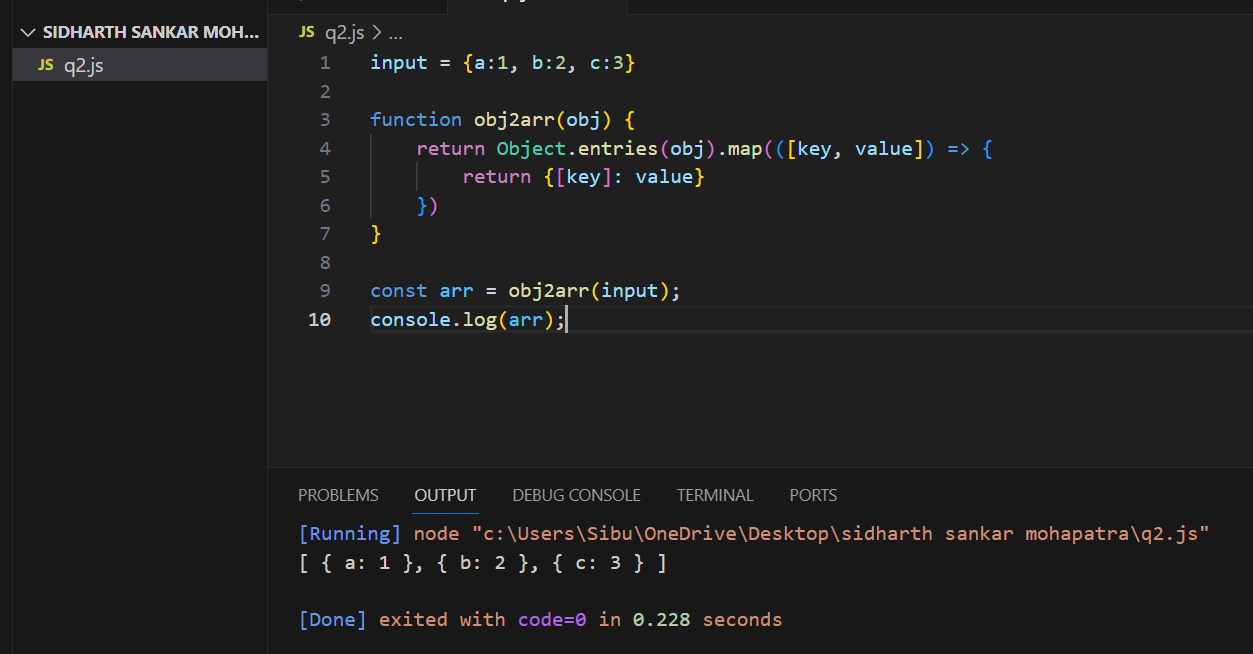 SIDHARTH SANKAR MOH...
JS q2.js
JS q2.js > ...
1 input = {a:1, b:2, c:3}
2
3 function obj2arr(obj) {
4     return Object.entries(obj).map(([key, value]) => {
5         return {[key]: value}
6     })
7 }
8
9 const arr = obj2arr(input);
10 console.log(arr);
PROBLEMS OUTPUT DEBUG CONSOLE TERMINAL PORTS
[Running] node "c:\Users\Sibu\OneDrive\Desktop\sidharth sankar mohapatra\q2.js"
[ { a: 1 }, { b: 2 }, { c: 3 } ]
[Done] exited with code=0 in 0.228 seconds